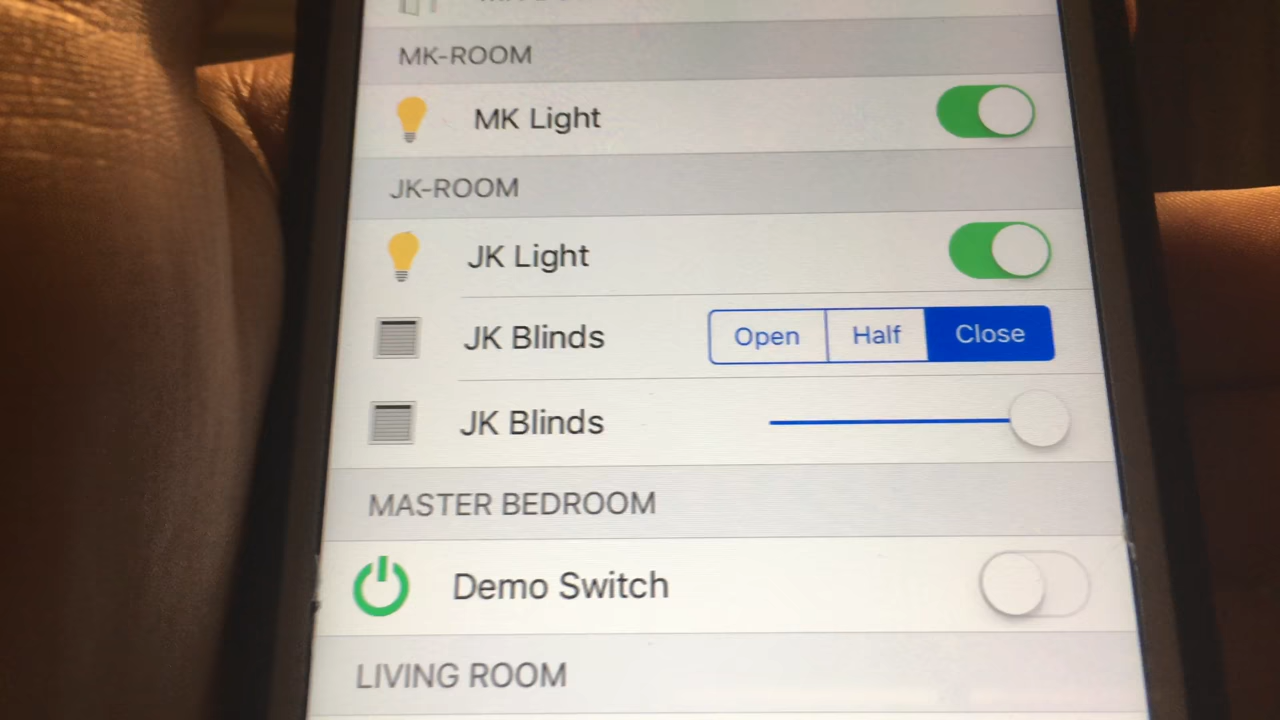 MK-ROOM
MK Light
JK-ROOM
JK Light
JK Blinds Open Half Close
JK Blinds
MASTER BEDROOM
Demo Switch
LIVING ROOM